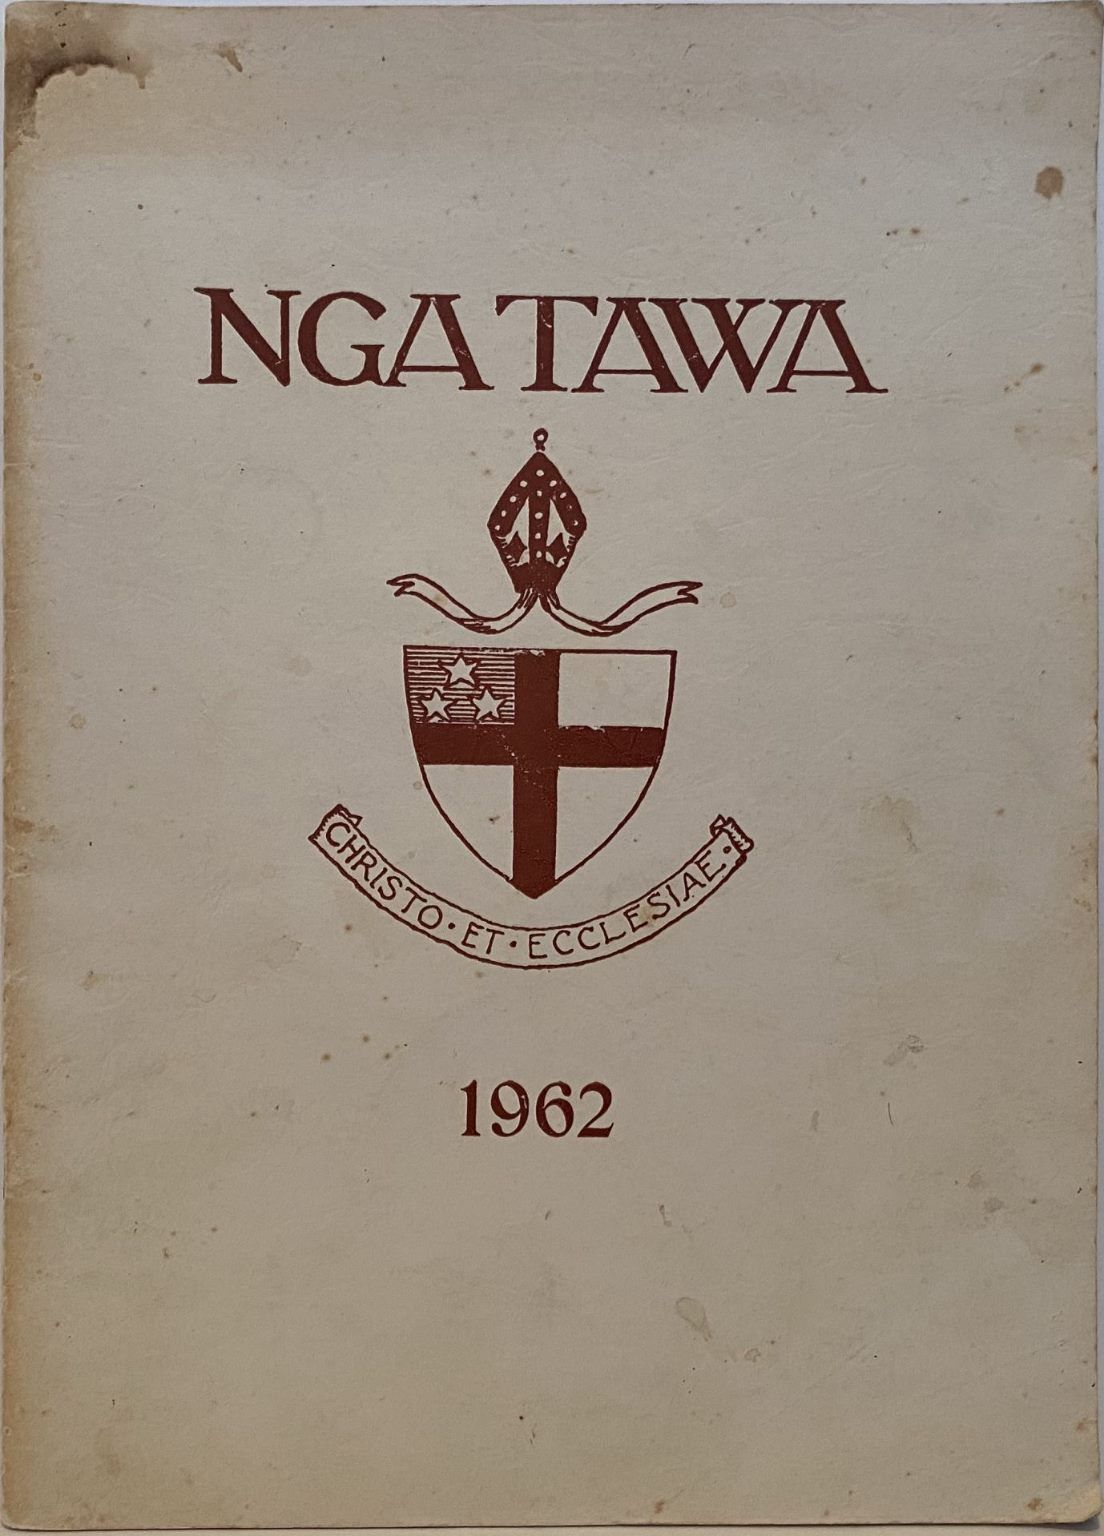 NGA TAWA
CHRISTO · ET · ECCLESIAE ·
1962